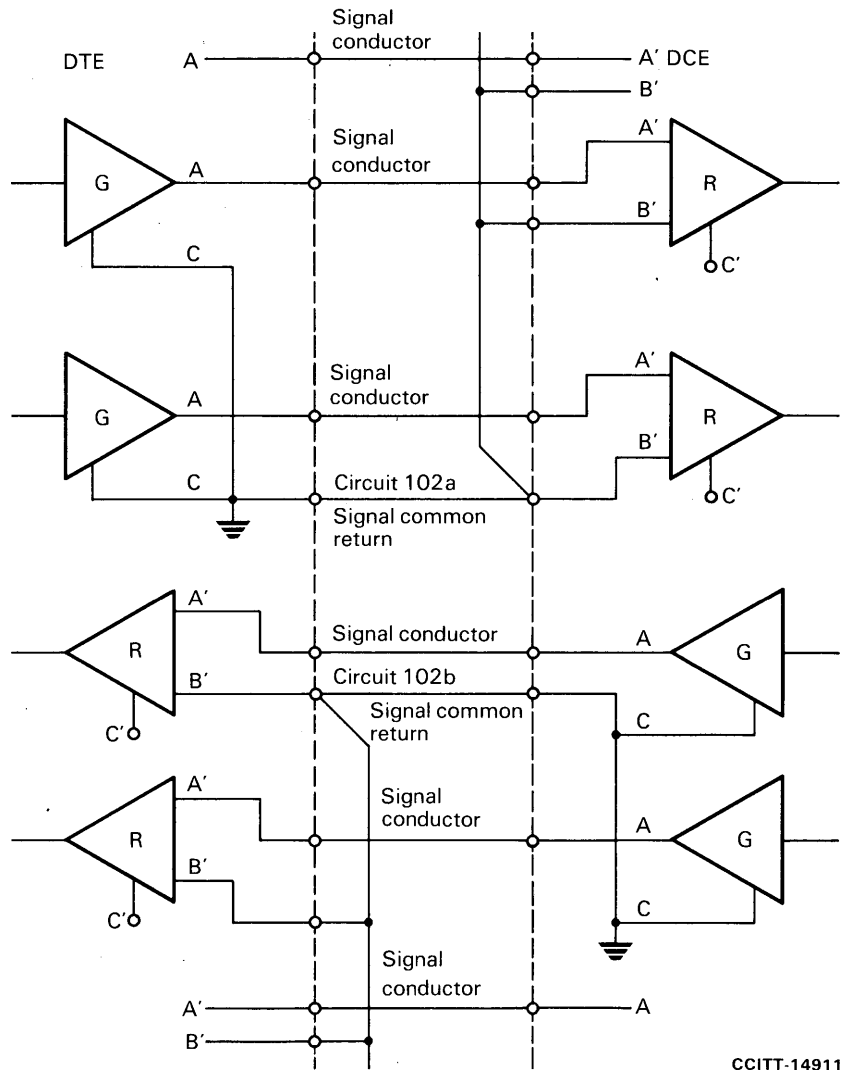 Signal
conductor
DTE A A′ DCE
B′
Signal
conductor
A′
A
G R
B′
C
C′
Signal
conductor
A′
A
G R
B′
C Circuit 102a
C′
Signal common
return
A′
Signal conductor A
R G
B′ Circuit 102b
Signal common
return
C
C′
A′
Signal
conductor
A
R G
B′
C
C′
Signal
conductor
A′ A
B′
CCITT-14911